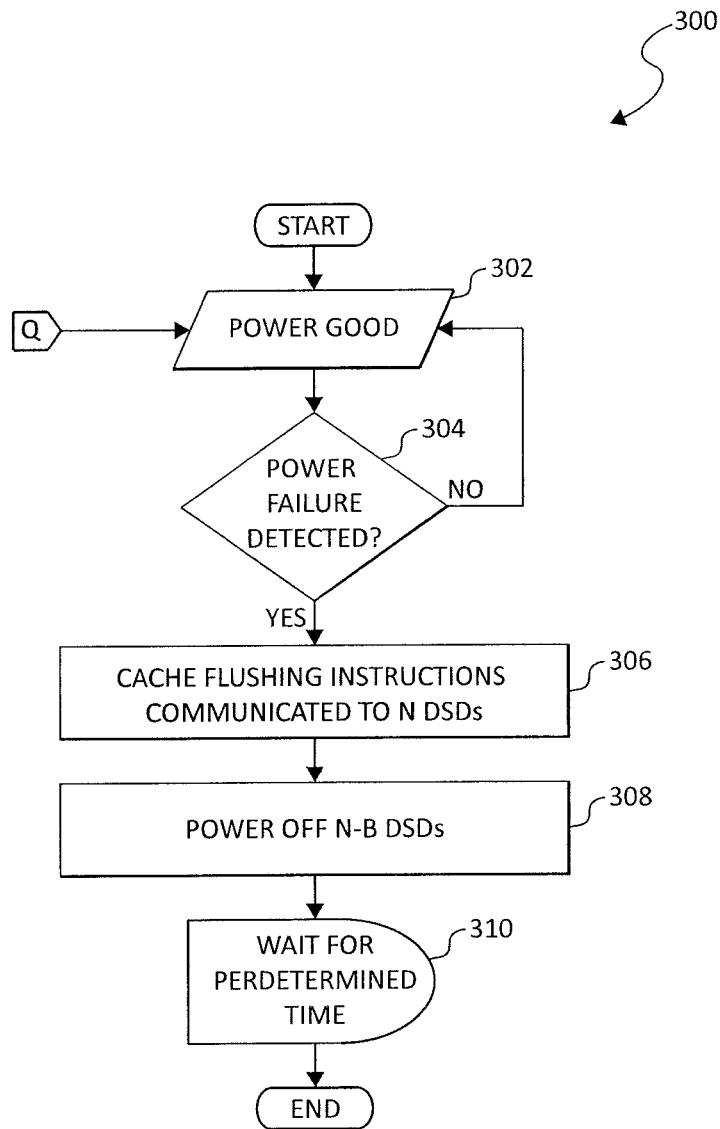 300
START
302
Q
POWER GOOD
304
POWER
FAILURE
DETECTED?
NO
YES
306
CACHE FLUSHING INSTRUCTIONS
COMMUNICATED TO N DSDs
308
POWER OFF N-B DSDs
310
WAIT FOR
PERDETERMINED
TIME
END